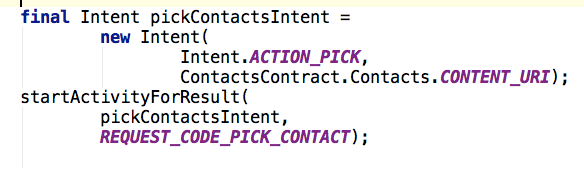 final Intent pickContactsIntent =
new Intent(
Intent.ACTION_PICK,
ContactsContract.Contacts.CONTENT_URI);
startActivityForResult(
pickContactsIntent,
REQUEST_CODE_PICK_CONTACT);